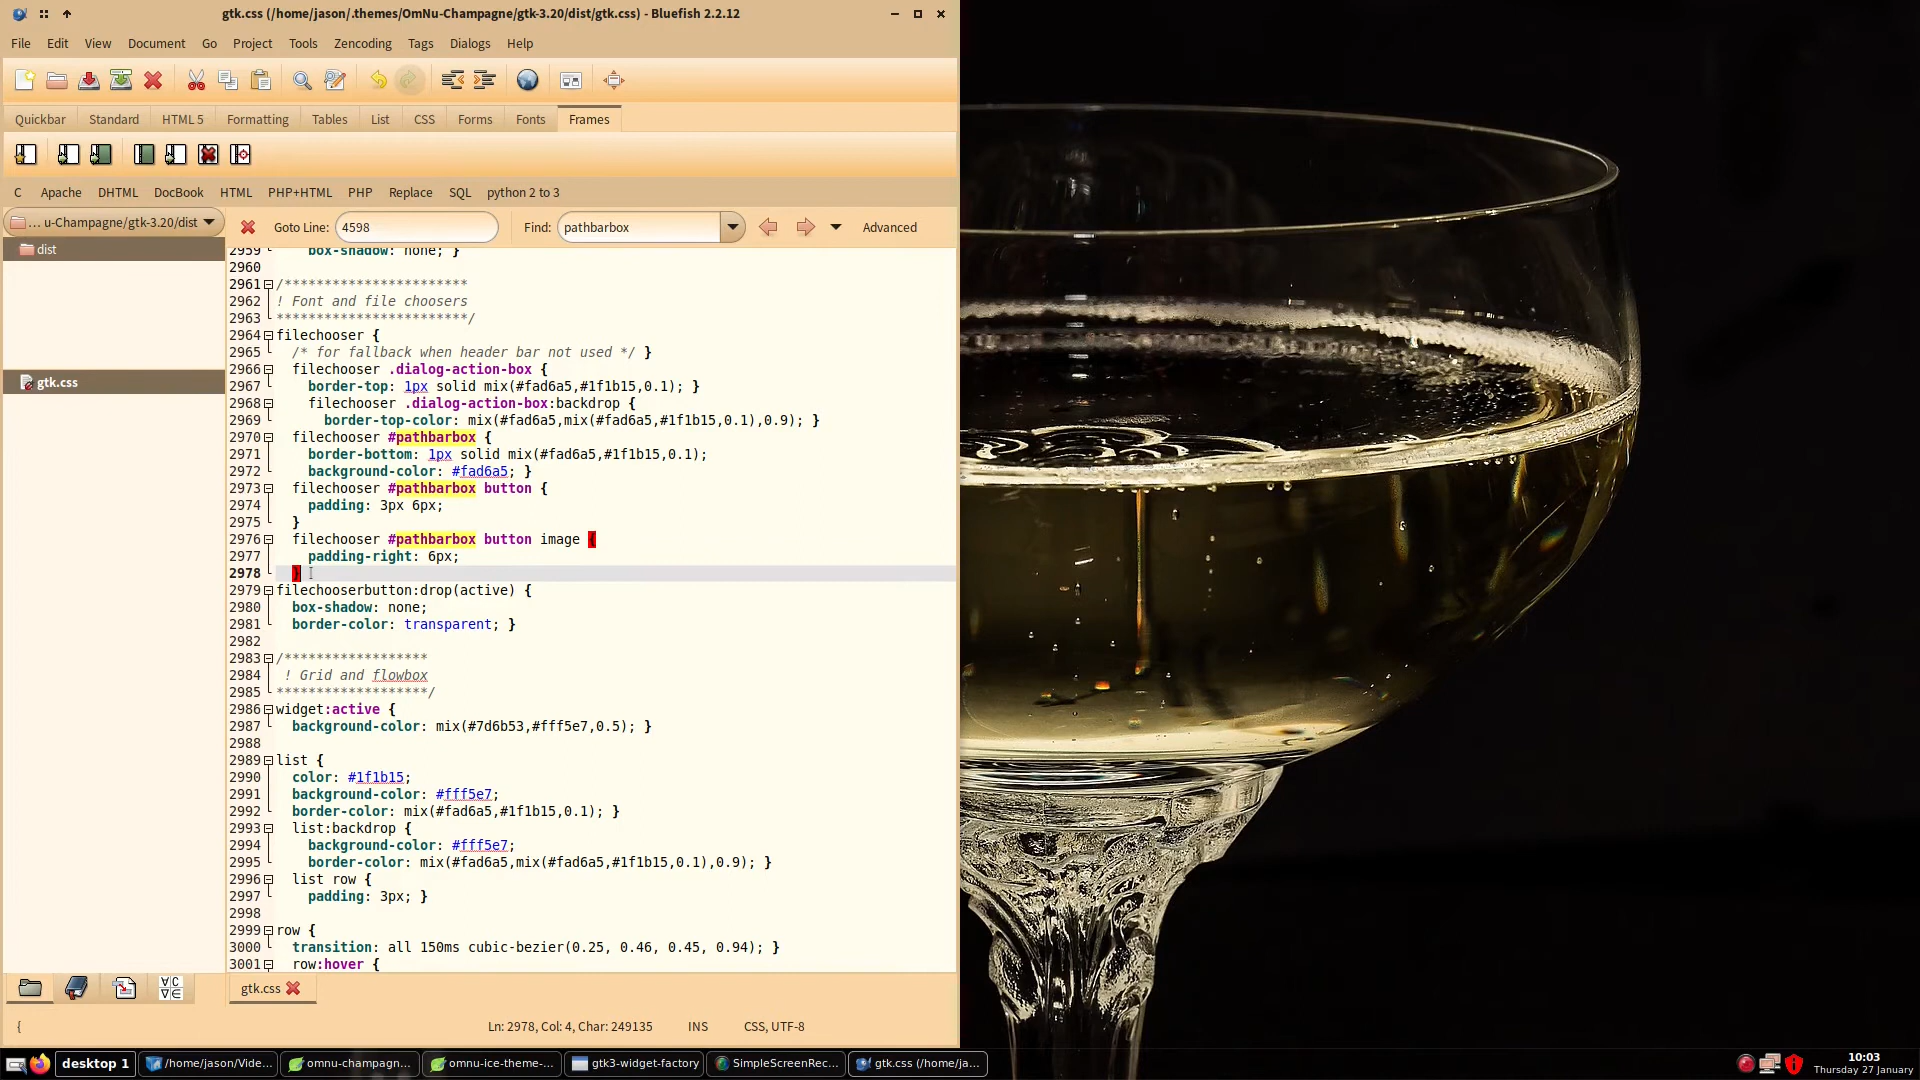 gtk.css (/home/jason/.themes/OmNu-Champagne/gtk-3.20/dist/gtk.css) - Bluefish 2.2.12
File Edit View Document Go Project Tools Zencoding Tags Dialogs Help
Quickbar Standard HTML 5 Formatting Tables List CSS Forms Fonts Frames
C Apache DHTML DocBook HTML PHP+HTML PHP Replace SQL python 2 to 3
... u-Champagne/gtk-3.20/dist
Goto Line: 4598 Find: pathbarbox Advanced
dist
gtk.css
2959 box-shadow: none; }
2960
2961 /***********************
2962 ! Font and file choosers
2963 ************************/
2964 filechooser {
2965 /* for fallback when header bar not used */ }
2966 filechooser .dialog-action-box {
2967 border-top: 1px solid mix(#fad6a5,#1f1b15,0.1); }
2968 filechooser .dialog-action-box:backdrop {
2969 border-top-color: mix(#fad6a5,mix(#fad6a5,#1f1b15,0.1),0.9); }
2970 filechooser #pathbarbox {
2971 border-bottom: 1px solid mix(#fad6a5,#1f1b15,0.1);
2972 background-color: #fad6a5; }
2973 filechooser #pathbarbox button {
2974 padding: 3px 6px;
2975 }
2976 filechooser #pathbarbox button image {
2977 padding-right: 6px;
2978 }
2979 filechooserbutton:drop(active) {
2980 box-shadow: none;
2981 border-color: transparent; }
2982
2983 /******************
2984 ! Grid and flowbox
2985 *******************/
2986 widget:active {
2987 background-color: mix(#7d6b53,#fff5e7,0.5); }
2988
2989 list {
2990 color: #1f1b15;
2991 background-color: #fff5e7;
2992 border-color: mix(#fad6a5,#1f1b15,0.1); }
2993 list:backdrop {
2994 background-color: #fff5e7;
2995 border-color: mix(#fad6a5,mix(#fad6a5,#1f1b15,0.1),0.9); }
2996 list row {
2997 padding: 3px; }
2998
2999 row {
3000 transition: all 150ms cubic-bezier(0.25, 0.46, 0.45, 0.94); }
3001 row:hover {
gtk.css
{ Ln: 2978, Col: 4, Char: 249135 INS CSS, UTF-8
desktop 1 /home/jason/Vide... omnu-champagn... omnu-ice-theme-... gtk3-widget-factory SimpleScreenRec... gtk.css (/home/ja... 10:03
Thursday 27 January